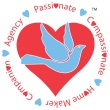 Passionate ♥ Compassionate ♥ Home Maker ♥ Companion ♥ Agency ♥